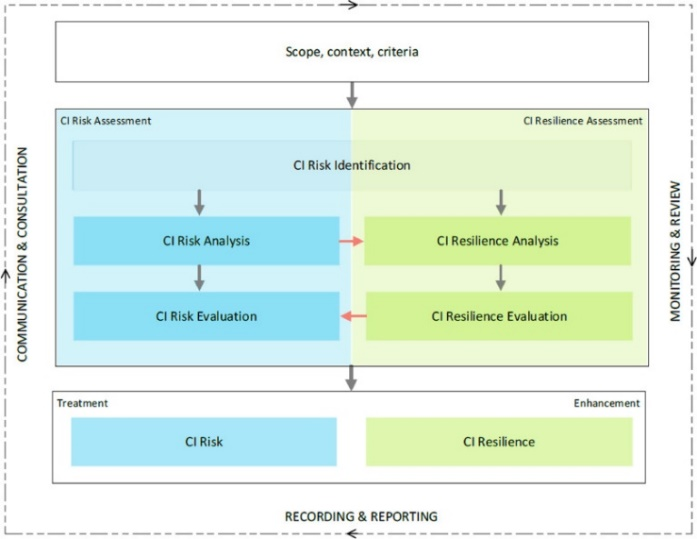 Scope, context, criteria
CI Risk Assessment
CI Resilience Assessment
CI Risk Identification
CI Risk Analysis
CI Resilience Analysis
CI Risk Evaluation
CI Resilience Evaluation
Treatment
Enhancement
CI Risk
CI Resilience
COMMUNICATION & CONSULTATION
MONITORING & REVIEW
RECORDING & REPORTING